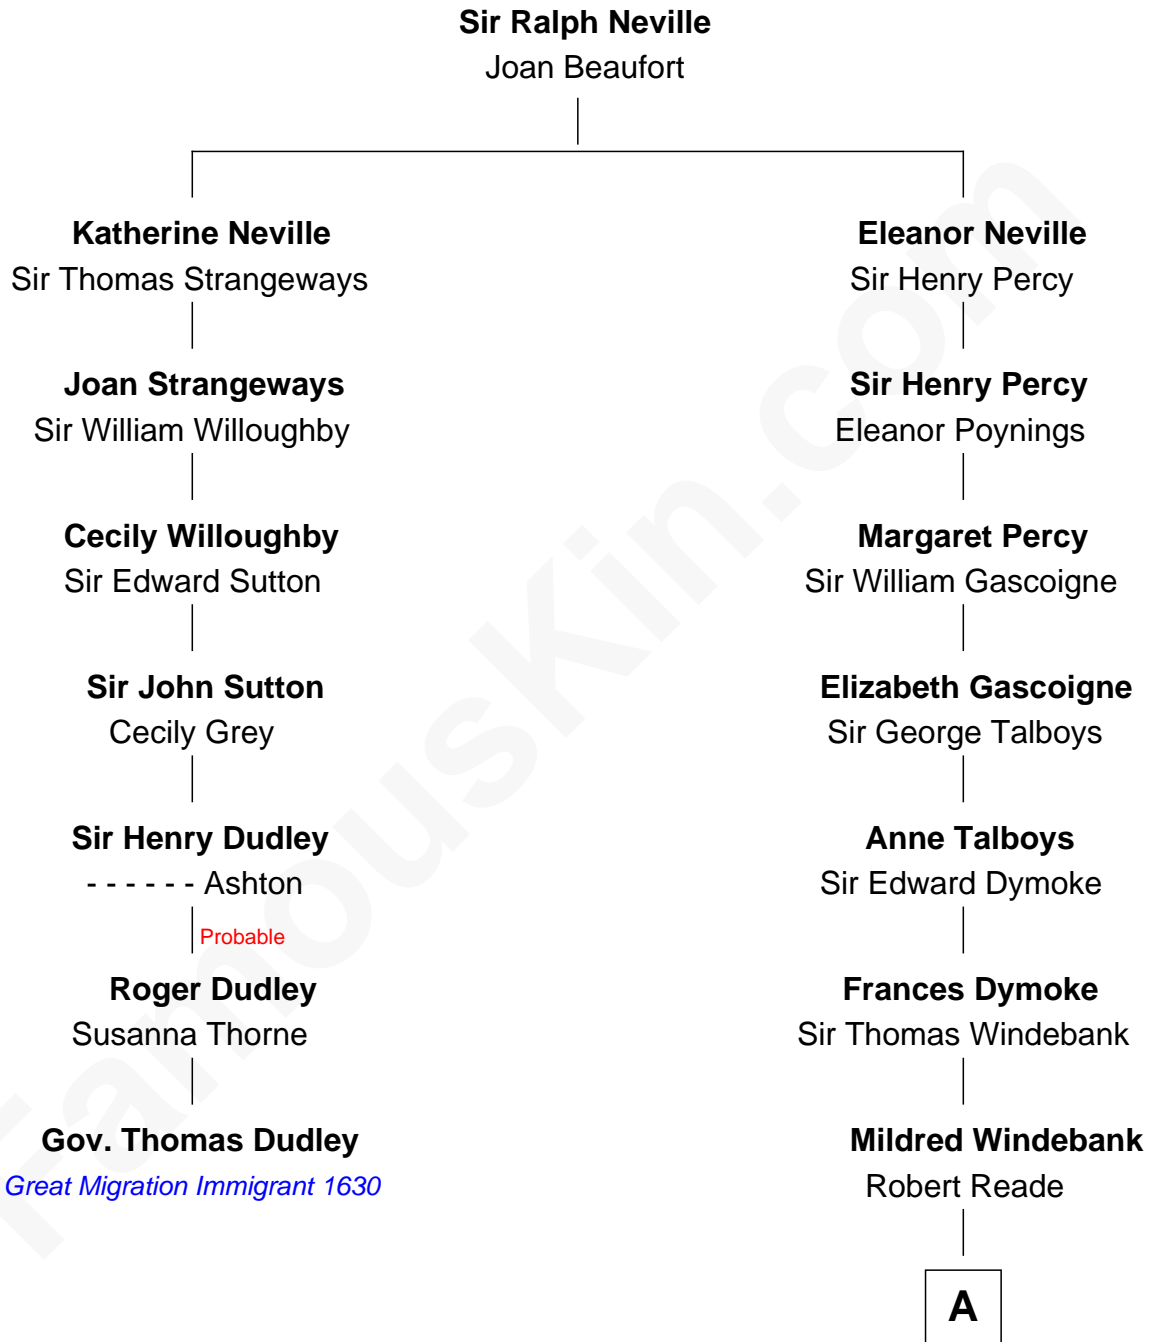 Sir Ralph Neville
Joan Beaufort
Katherine Neville
Sir Thomas Strangeways
Eleanor Neville
Sir Henry Percy
Joan Strangeways
Sir William Willoughby
Sir Henry Percy
Eleanor Poynings
Cecily Willoughby
Sir Edward Sutton
Margaret Percy
Sir William Gascoigne
Sir John Sutton
Cecily Grey
Elizabeth Gascoigne
Sir George Talboys
Sir Henry Dudley
- - - - - - Ashton
Anne Talboys
Sir Edward Dymoke
Probable
Roger Dudley
Susanna Thorne
Frances Dymoke
Sir Thomas Windebank
Gov. Thomas Dudley
Great Migration Immigrant 1630
Mildred Windebank
Robert Reade
A
FamousKin.com